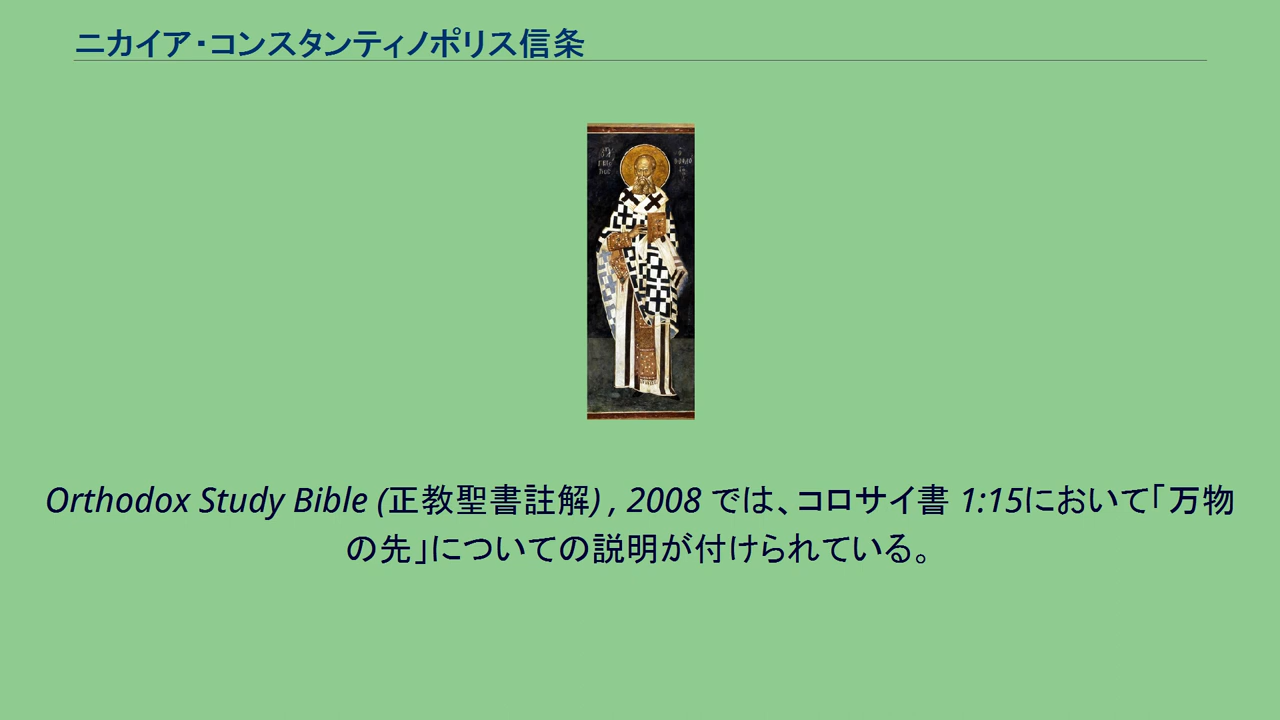 ニカイア・コンスタンティノポリス信条
Orthodox Study Bible (正教聖書註解) , 2008 では、コロサイ書 1:15において「万物
の先」についての説明が付けられている。